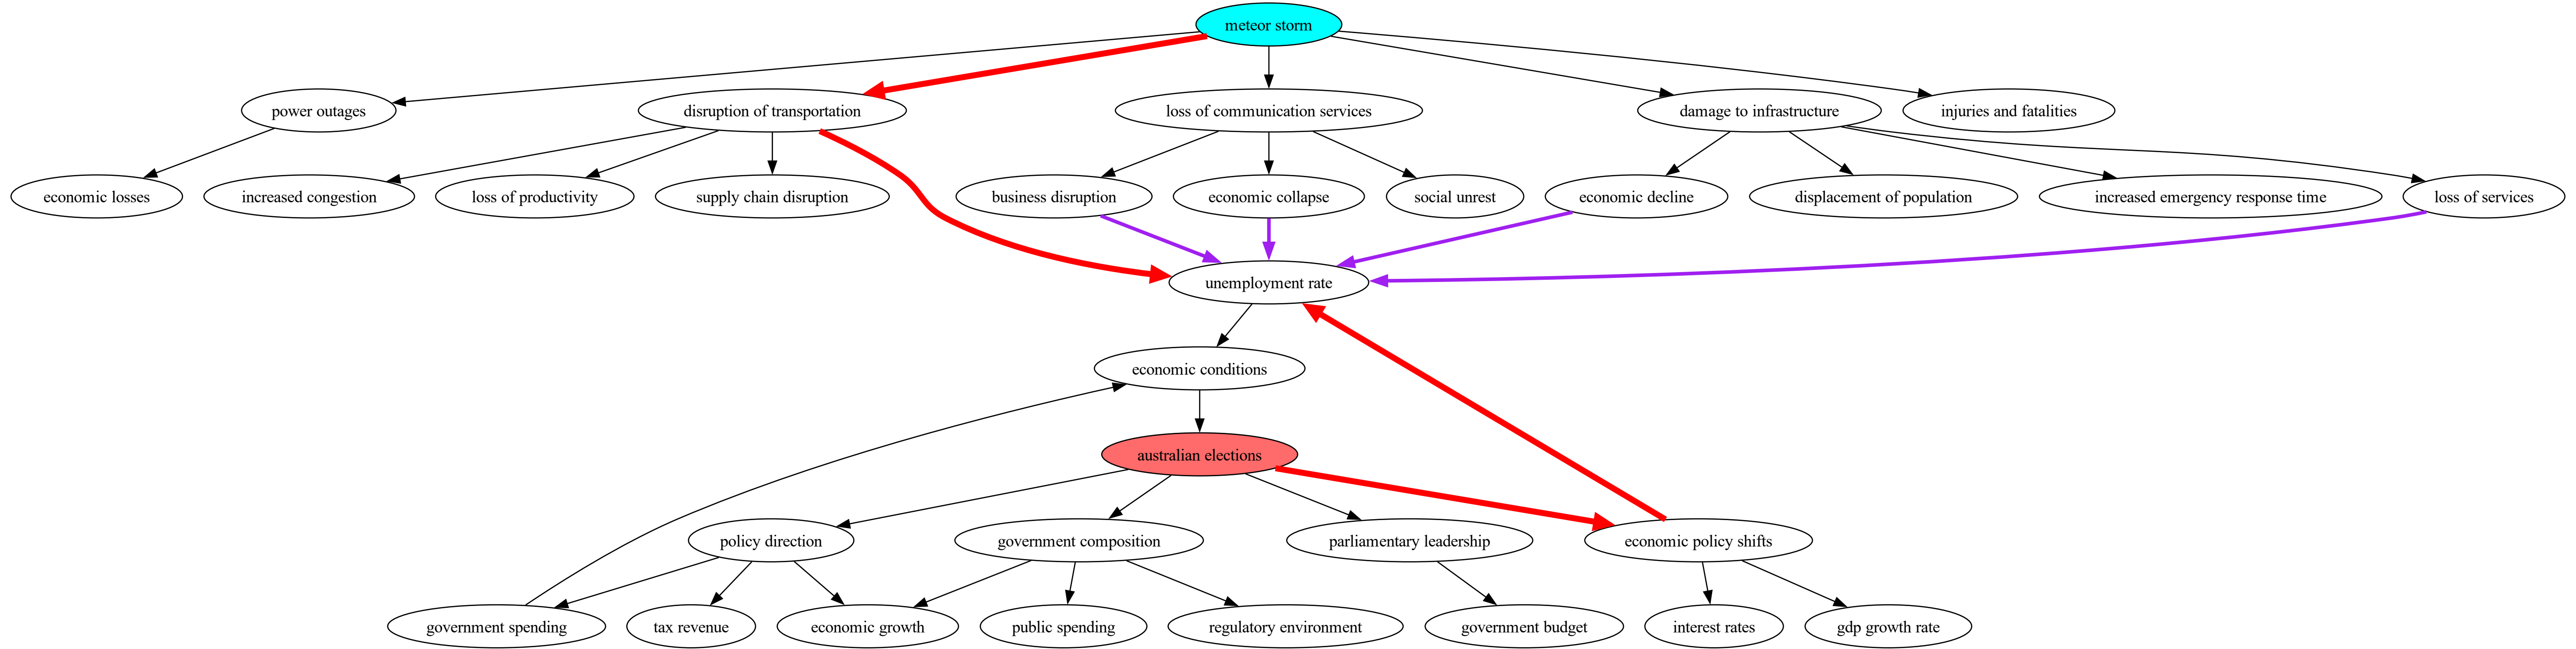 meteor storm
power outages
disruption of transportation
loss of communication services
damage to infrastructure
injuries and fatalities
economic losses
increased congestion
loss of productivity
supply chain disruption
business disruption
economic collapse
social unrest
economic decline
displacement of population
increased emergency response time
loss of services
unemployment rate
economic conditions
australian elections
policy direction
government composition
parliamentary leadership
economic policy shifts
government spending
tax revenue
economic growth
public spending
regulatory environment
government budget
interest rates
gdp growth rate